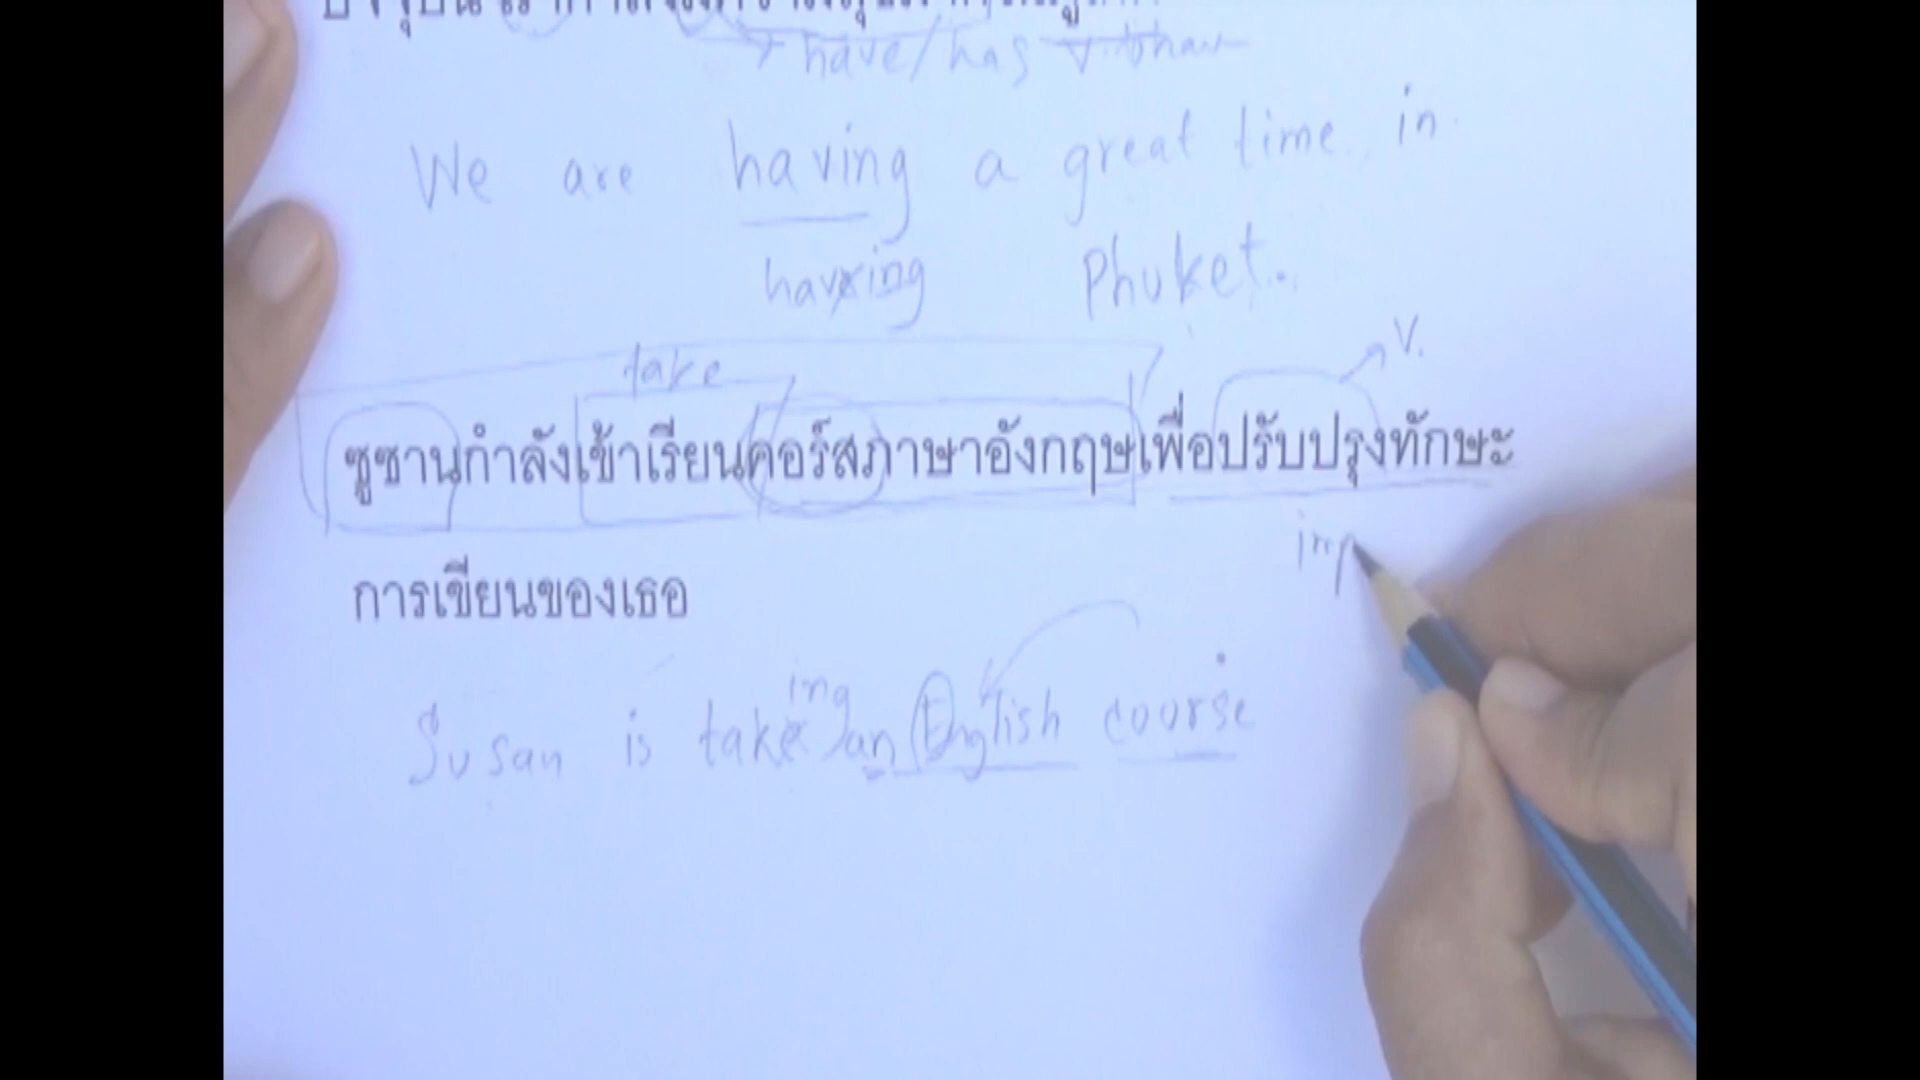 have/has
We are having a great time in
having Phuket.
take V.
ซูซานกำลังเข้าเรียนคอร์สภาษาอังกฤษเพื่อปรับปรุงทักษะ
imp
การเขียนของเธอ
ing
Susan is take an English course